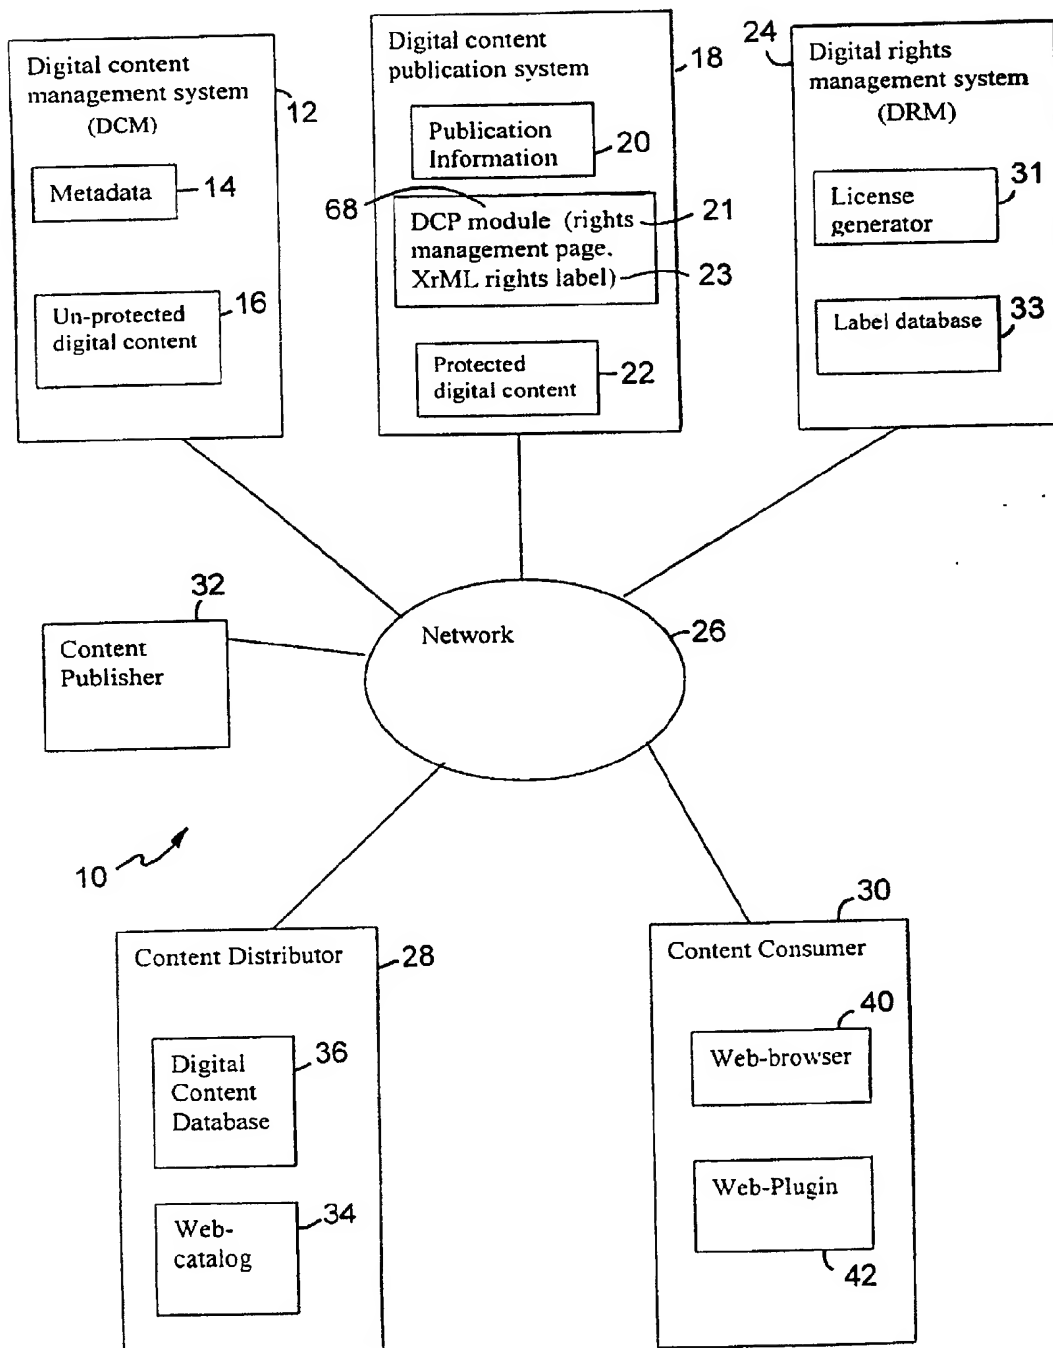 Digital content
management system
(DCM)
12
Metadata
14
Un-protected
digital content
16
Digital content
publication system
18
Publication
Information
20
68
DCP module (rights
management page.
XrML rights label)
21
23
Protected
digital content
22
24
Digital rights
management system
(DRM)
License
generator
31
Label database
33
32
Content
Publisher
Network
26
10
Content Distributor
28
Digital
Content
Database
36
Web-
catalog
34
30
Content Consumer
40
Web-browser
Web-Plugin
42